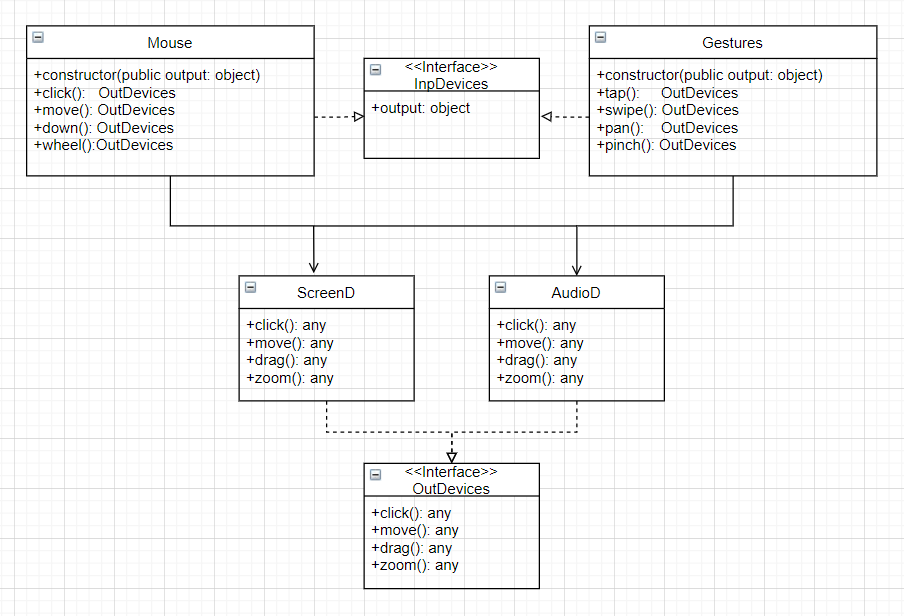 Mouse
+constructor(public output: object)
+click():   OutDevices
+move(): OutDevices
+down(): OutDevices
+wheel():OutDevices
<<Interface>>
InpDevices
+output: object
Gestures
+constructor(public output: object)
+tap():     OutDevices
+swipe(): OutDevices
+pan():    OutDevices
+pinch(): OutDevices
ScreenD
+click(): any
+move(): any
+drag(): any
+zoom(): any
AudioD
+click(): any
+move(): any
+drag(): any
+zoom(): any
<<Interface>>
OutDevices
+click(): any
+move(): any
+drag(): any
+zoom(): any